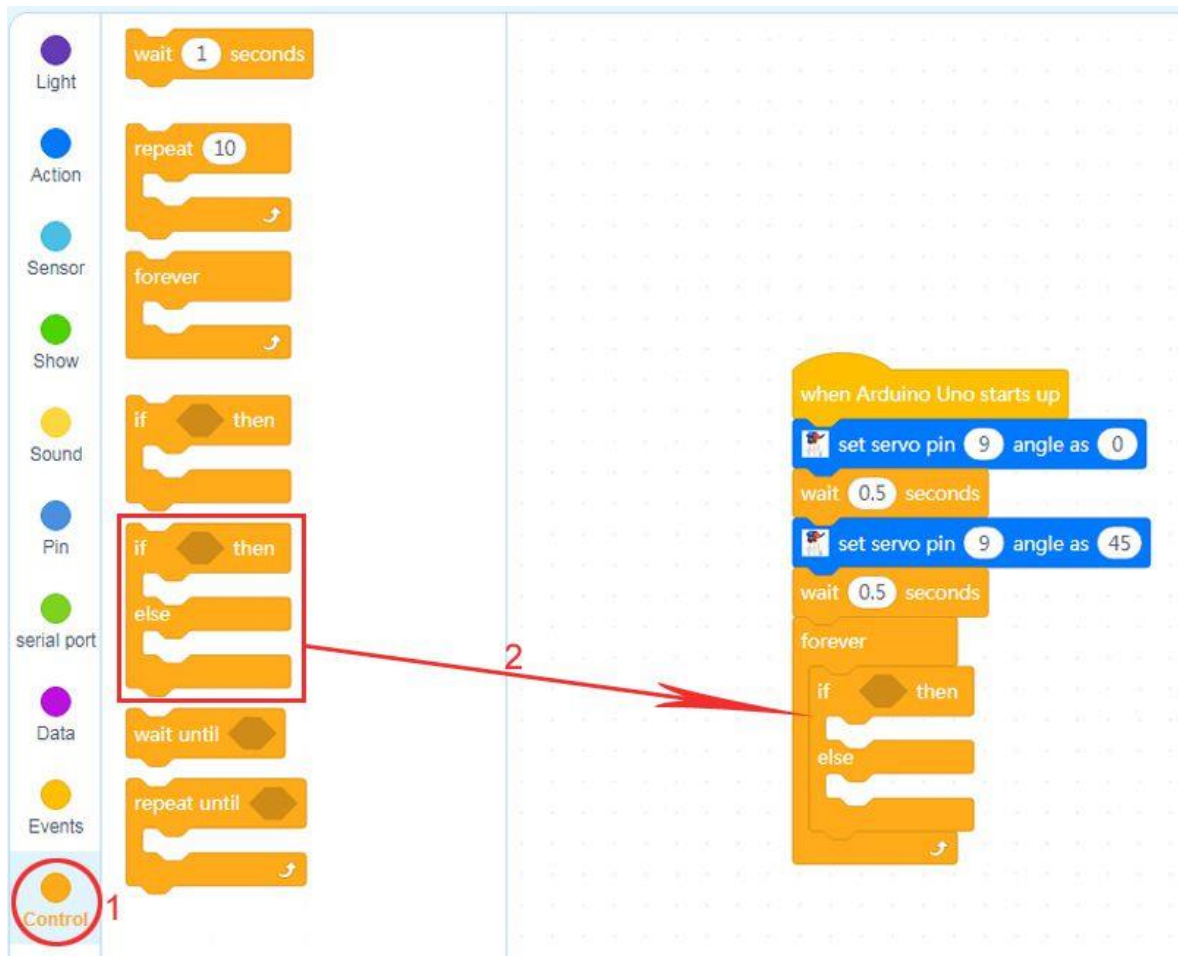 Light
Action
Sensor
Show
Sound
Pin
serial port
Data
Events
Control
1
wait 1 seconds
repeat 10
forever
if then
if then
else
wait until
repeat until
2
when Arduino Uno starts up
set servo pin 9 angle as 0
wait 0.5 seconds
set servo pin 9 angle as 45
wait 0.5 seconds
forever
if then
else